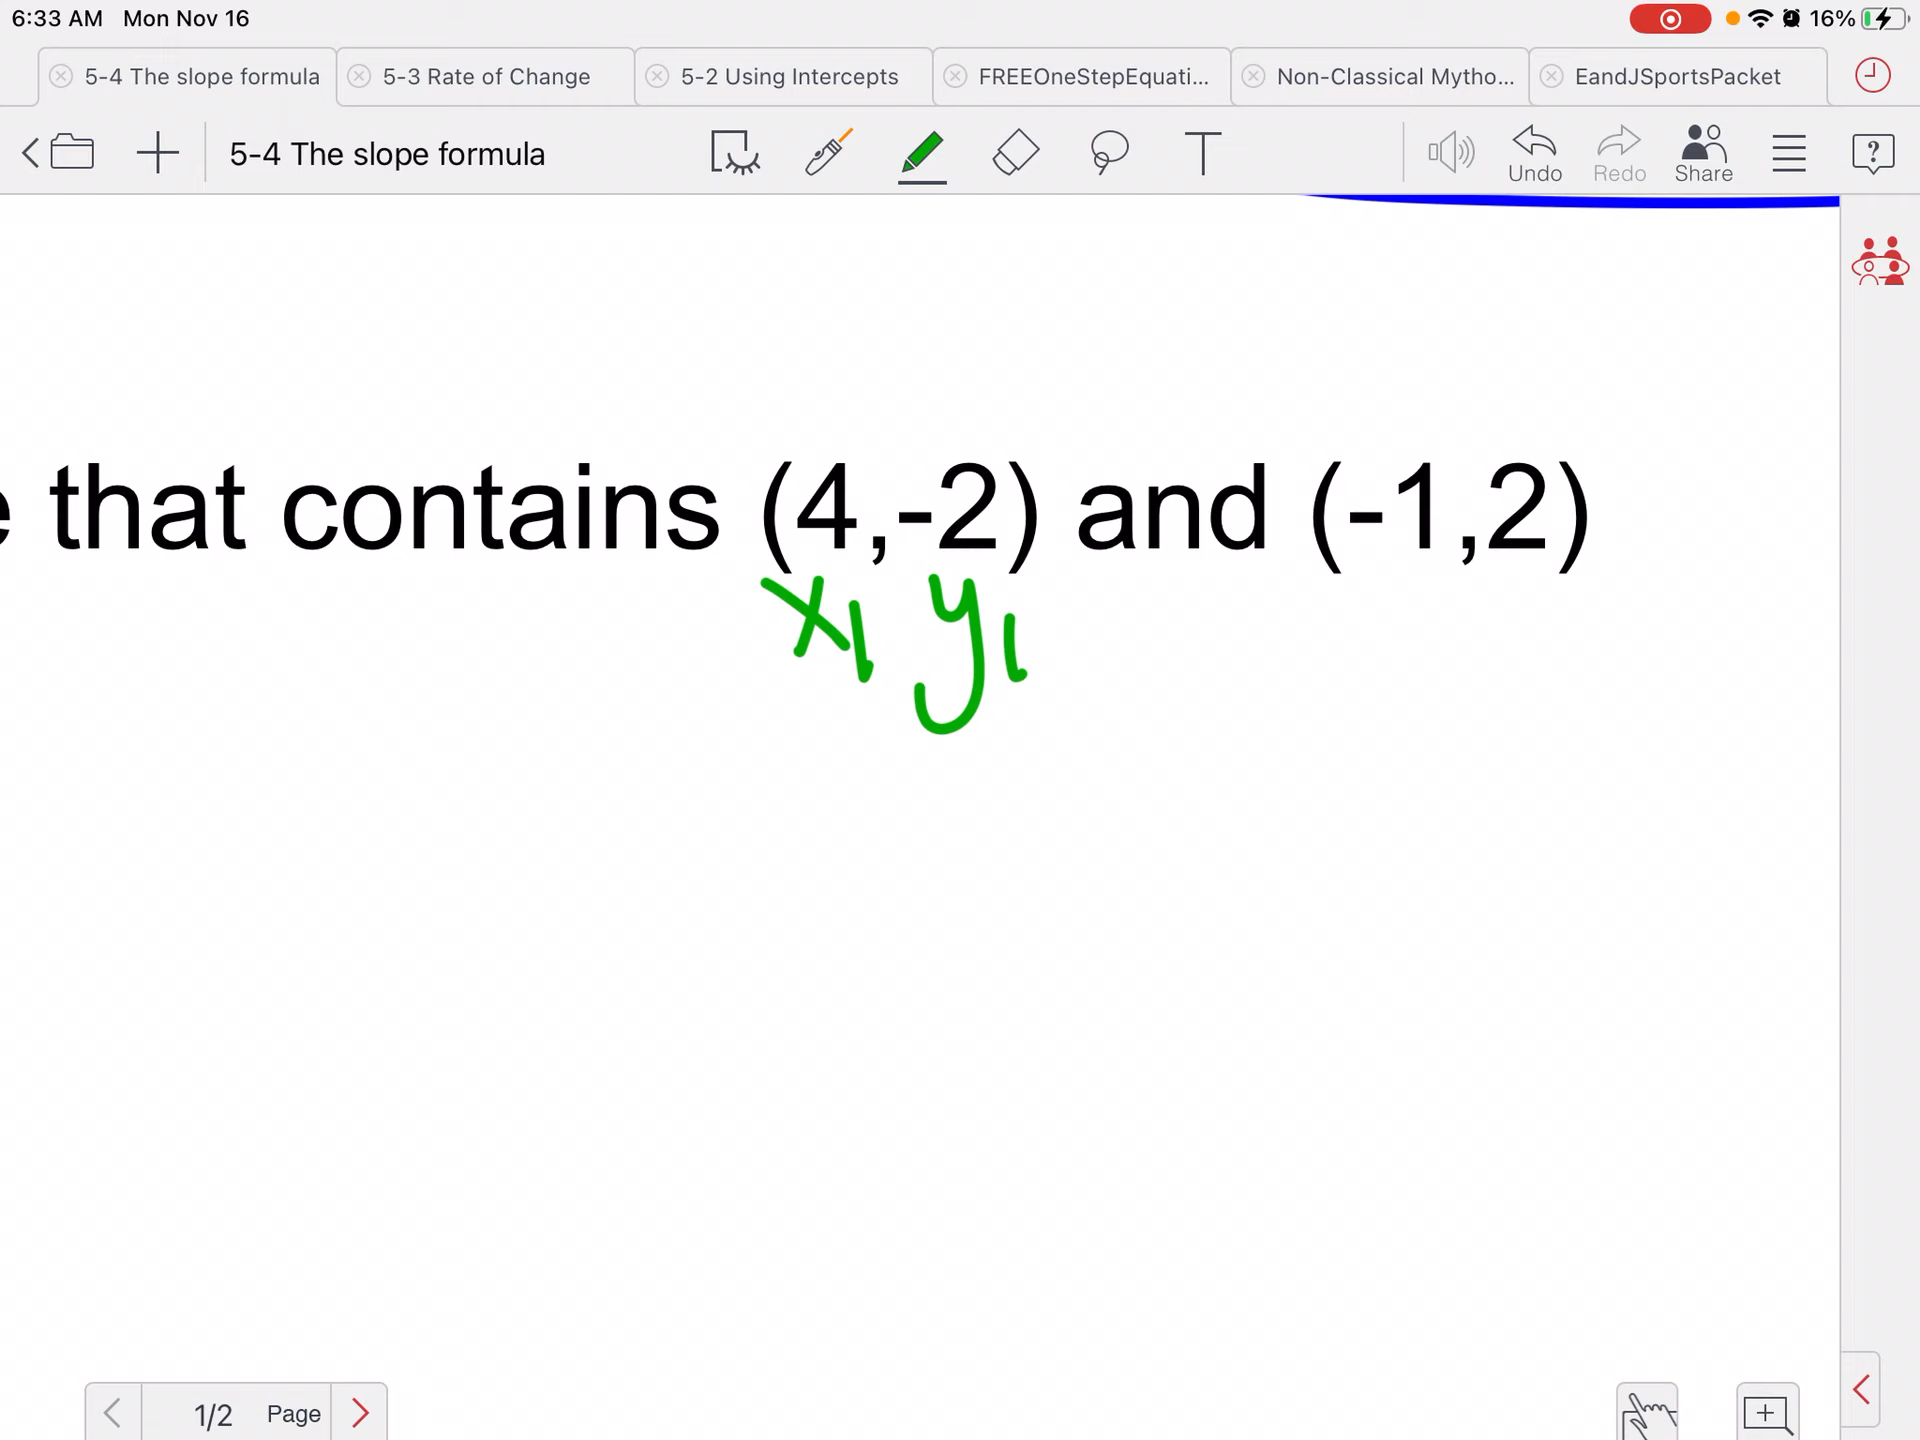 6:33 AM Mon Nov 16 16%
5-4 The slope formula 5-3 Rate of Change 5-2 Using Intercepts FREEOneStepEquati... Non-Classical Mytho... EandJSportsPacket
5-4 The slope formula T Undo Redo Share ?
e that contains (4,-2) and (-1,2)
x1 y1
1/2 Page